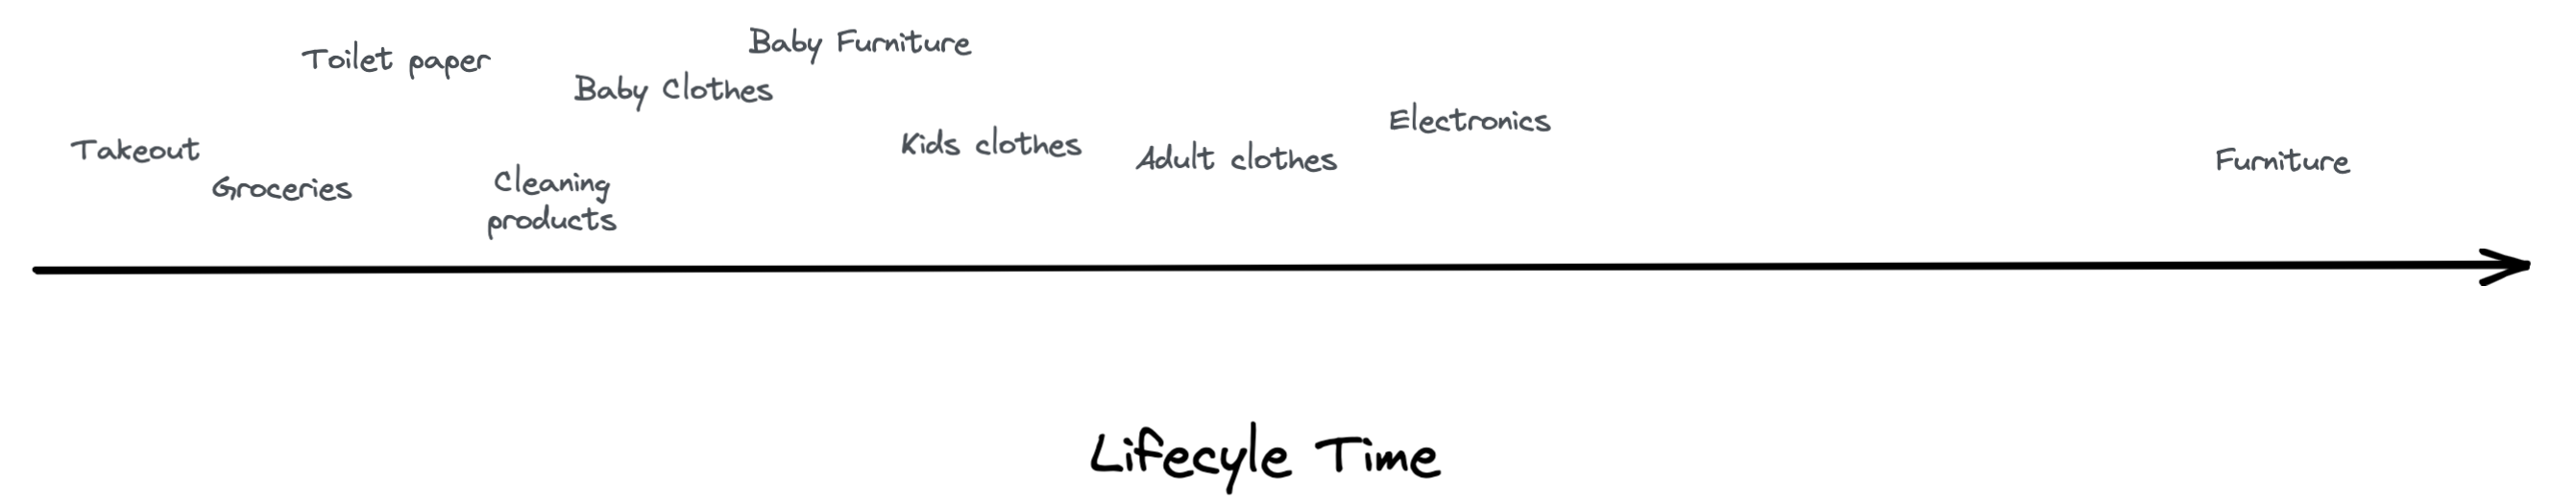 Baby Furniture
Toilet paper
Baby Clothes
Electronics
Takeout
Kids clothes
Adult clothes
Furniture
Groceries
Cleaning
products
Lifecyle Time